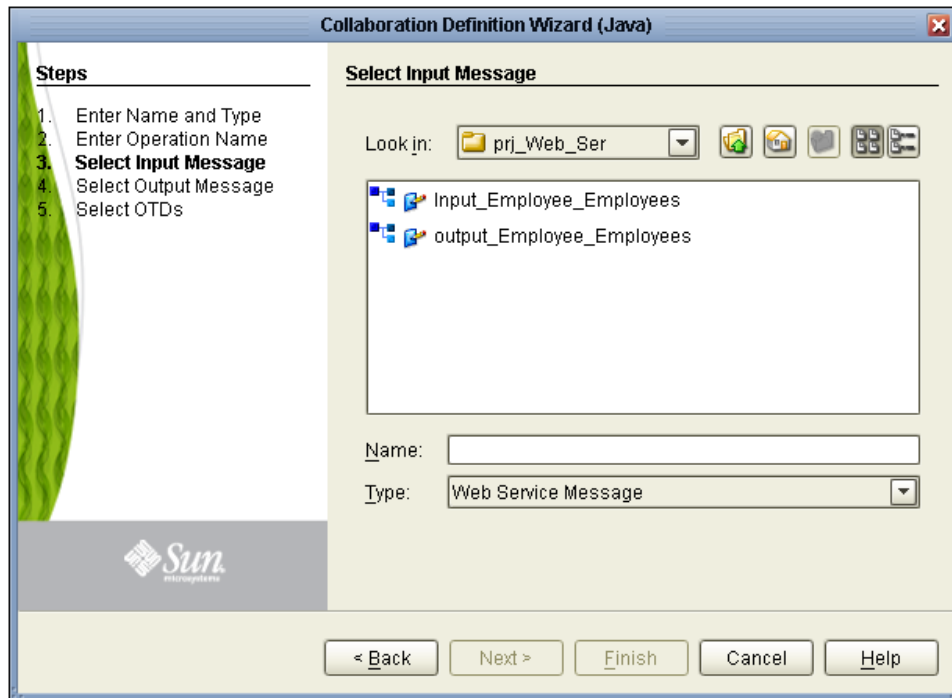 Collaboration Definition Wizard (Java)
Steps
1. Enter Name and Type
2. Enter Operation Name
3. Select Input Message
4. Select Output Message
5. Select OTDs
Sun
microsystems
Select Input Message
Look in: prj_Web_Ser
Input_Employee_Employees
output_Employee_Employees
Name:
Type: Web Service Message
< Back Next > Finish Cancel Help